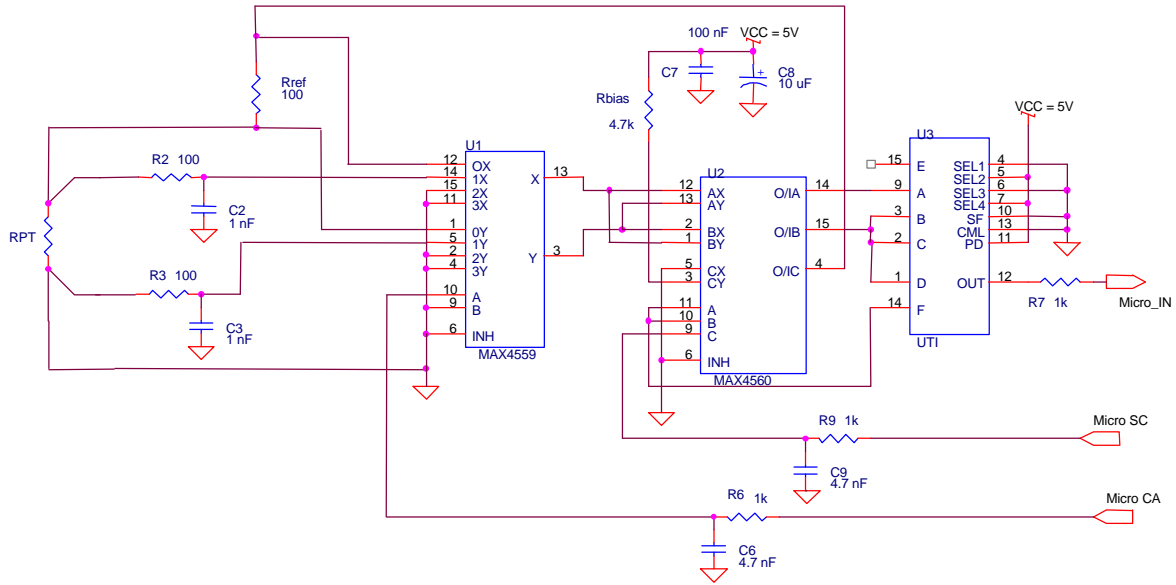 100 nF
VCC = 5V
C7
C8
10 uF
Rref
100
Rbias
4.7k
VCC = 5V
U1
U3
R2 100
12 OX
14 1X
15 2X
11 3X
X 13
1 0Y
5 1Y
2 2Y
4 3Y
Y 3
10 A
9 B
6 INH
MAX4559
C2
1 nF
RPT
R3 100
C3
1 nF
U2
12 AX
13 AY
2 BX
1 BY
5 CX
3 CY
11 A
10 B
9 C
6 INH
O/IA 14
O/IB 15
O/IC 4
MAX4560
15 E
9 A
3 B
2 C
1 D
14 F
SEL1 4
SEL2 5
SEL3 6
SEL4 7
SF 10
CML 13
PD 11
OUT 12
UTI
R7 1k
Micro_IN
R9 1k
Micro SC
C9
4.7 nF
R6 1k
Micro CA
C6
4.7 nF